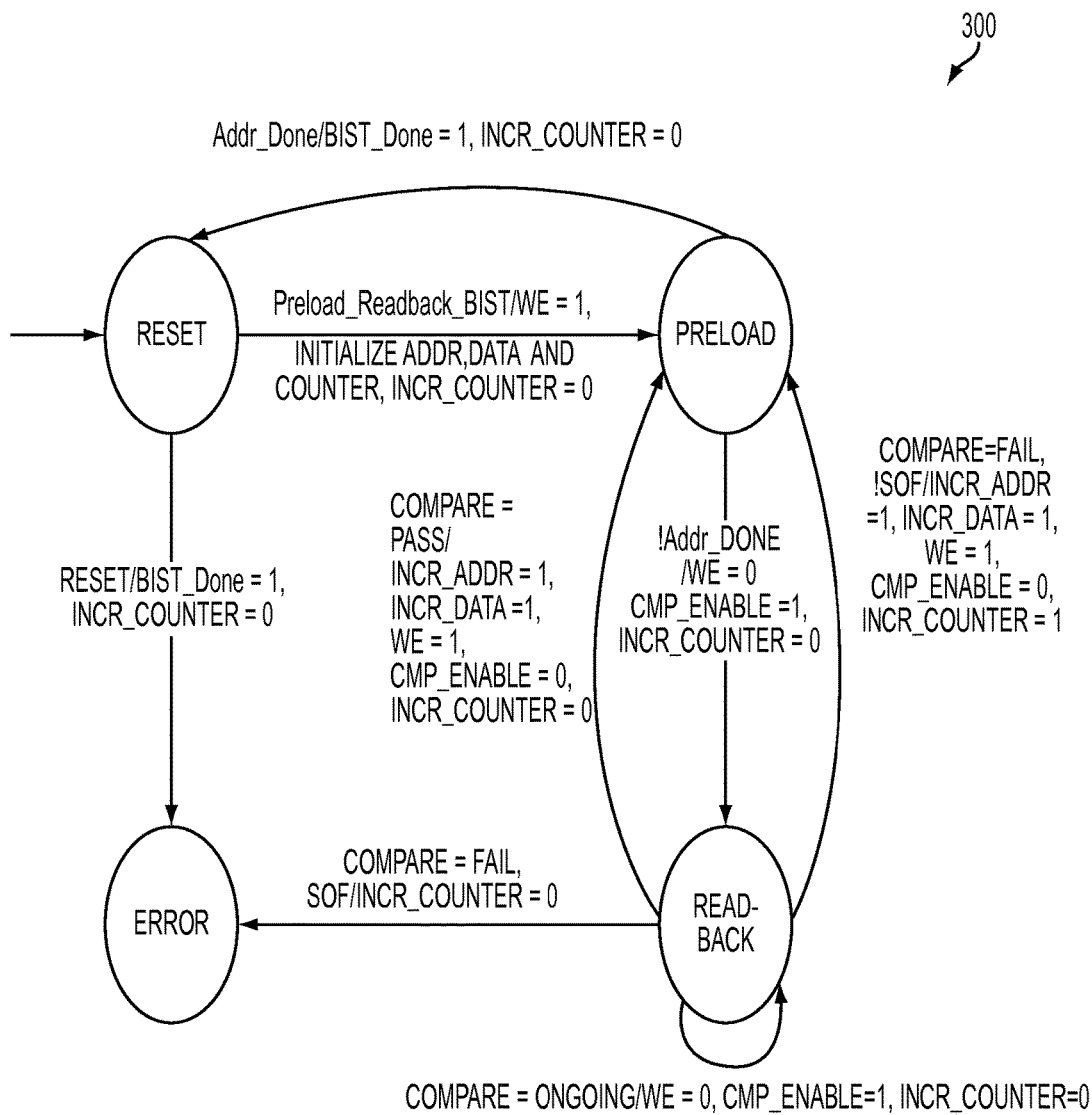 300
Addr_Done/BIST_Done = 1, INCR_COUNTER = 0
RESET
Preload_Readback_BIST/WE = 1,
INITIALIZE ADDR,DATA AND
COUNTER, INCR_COUNTER = 0
PRELOAD
RESET/BIST_Done = 1,
INCR_COUNTER = 0
COMPARE =
PASS/
INCR_ADDR = 1,
INCR_DATA =1,
WE = 1,
CMP_ENABLE = 0,
INCR_COUNTER = 0
!Addr_DONE
/WE = 0
CMP_ENABLE =1,
INCR_COUNTER = 0
COMPARE=FAIL,
!SOF/INCR_ADDR
=1, INCR_DATA = 1,
WE = 1,
CMP_ENABLE = 0,
INCR_COUNTER = 1
ERROR
COMPARE = FAIL,
SOF/INCR_COUNTER = 0
READ-
BACK
COMPARE = ONGOING/WE = 0, CMP_ENABLE=1, INCR_COUNTER=0